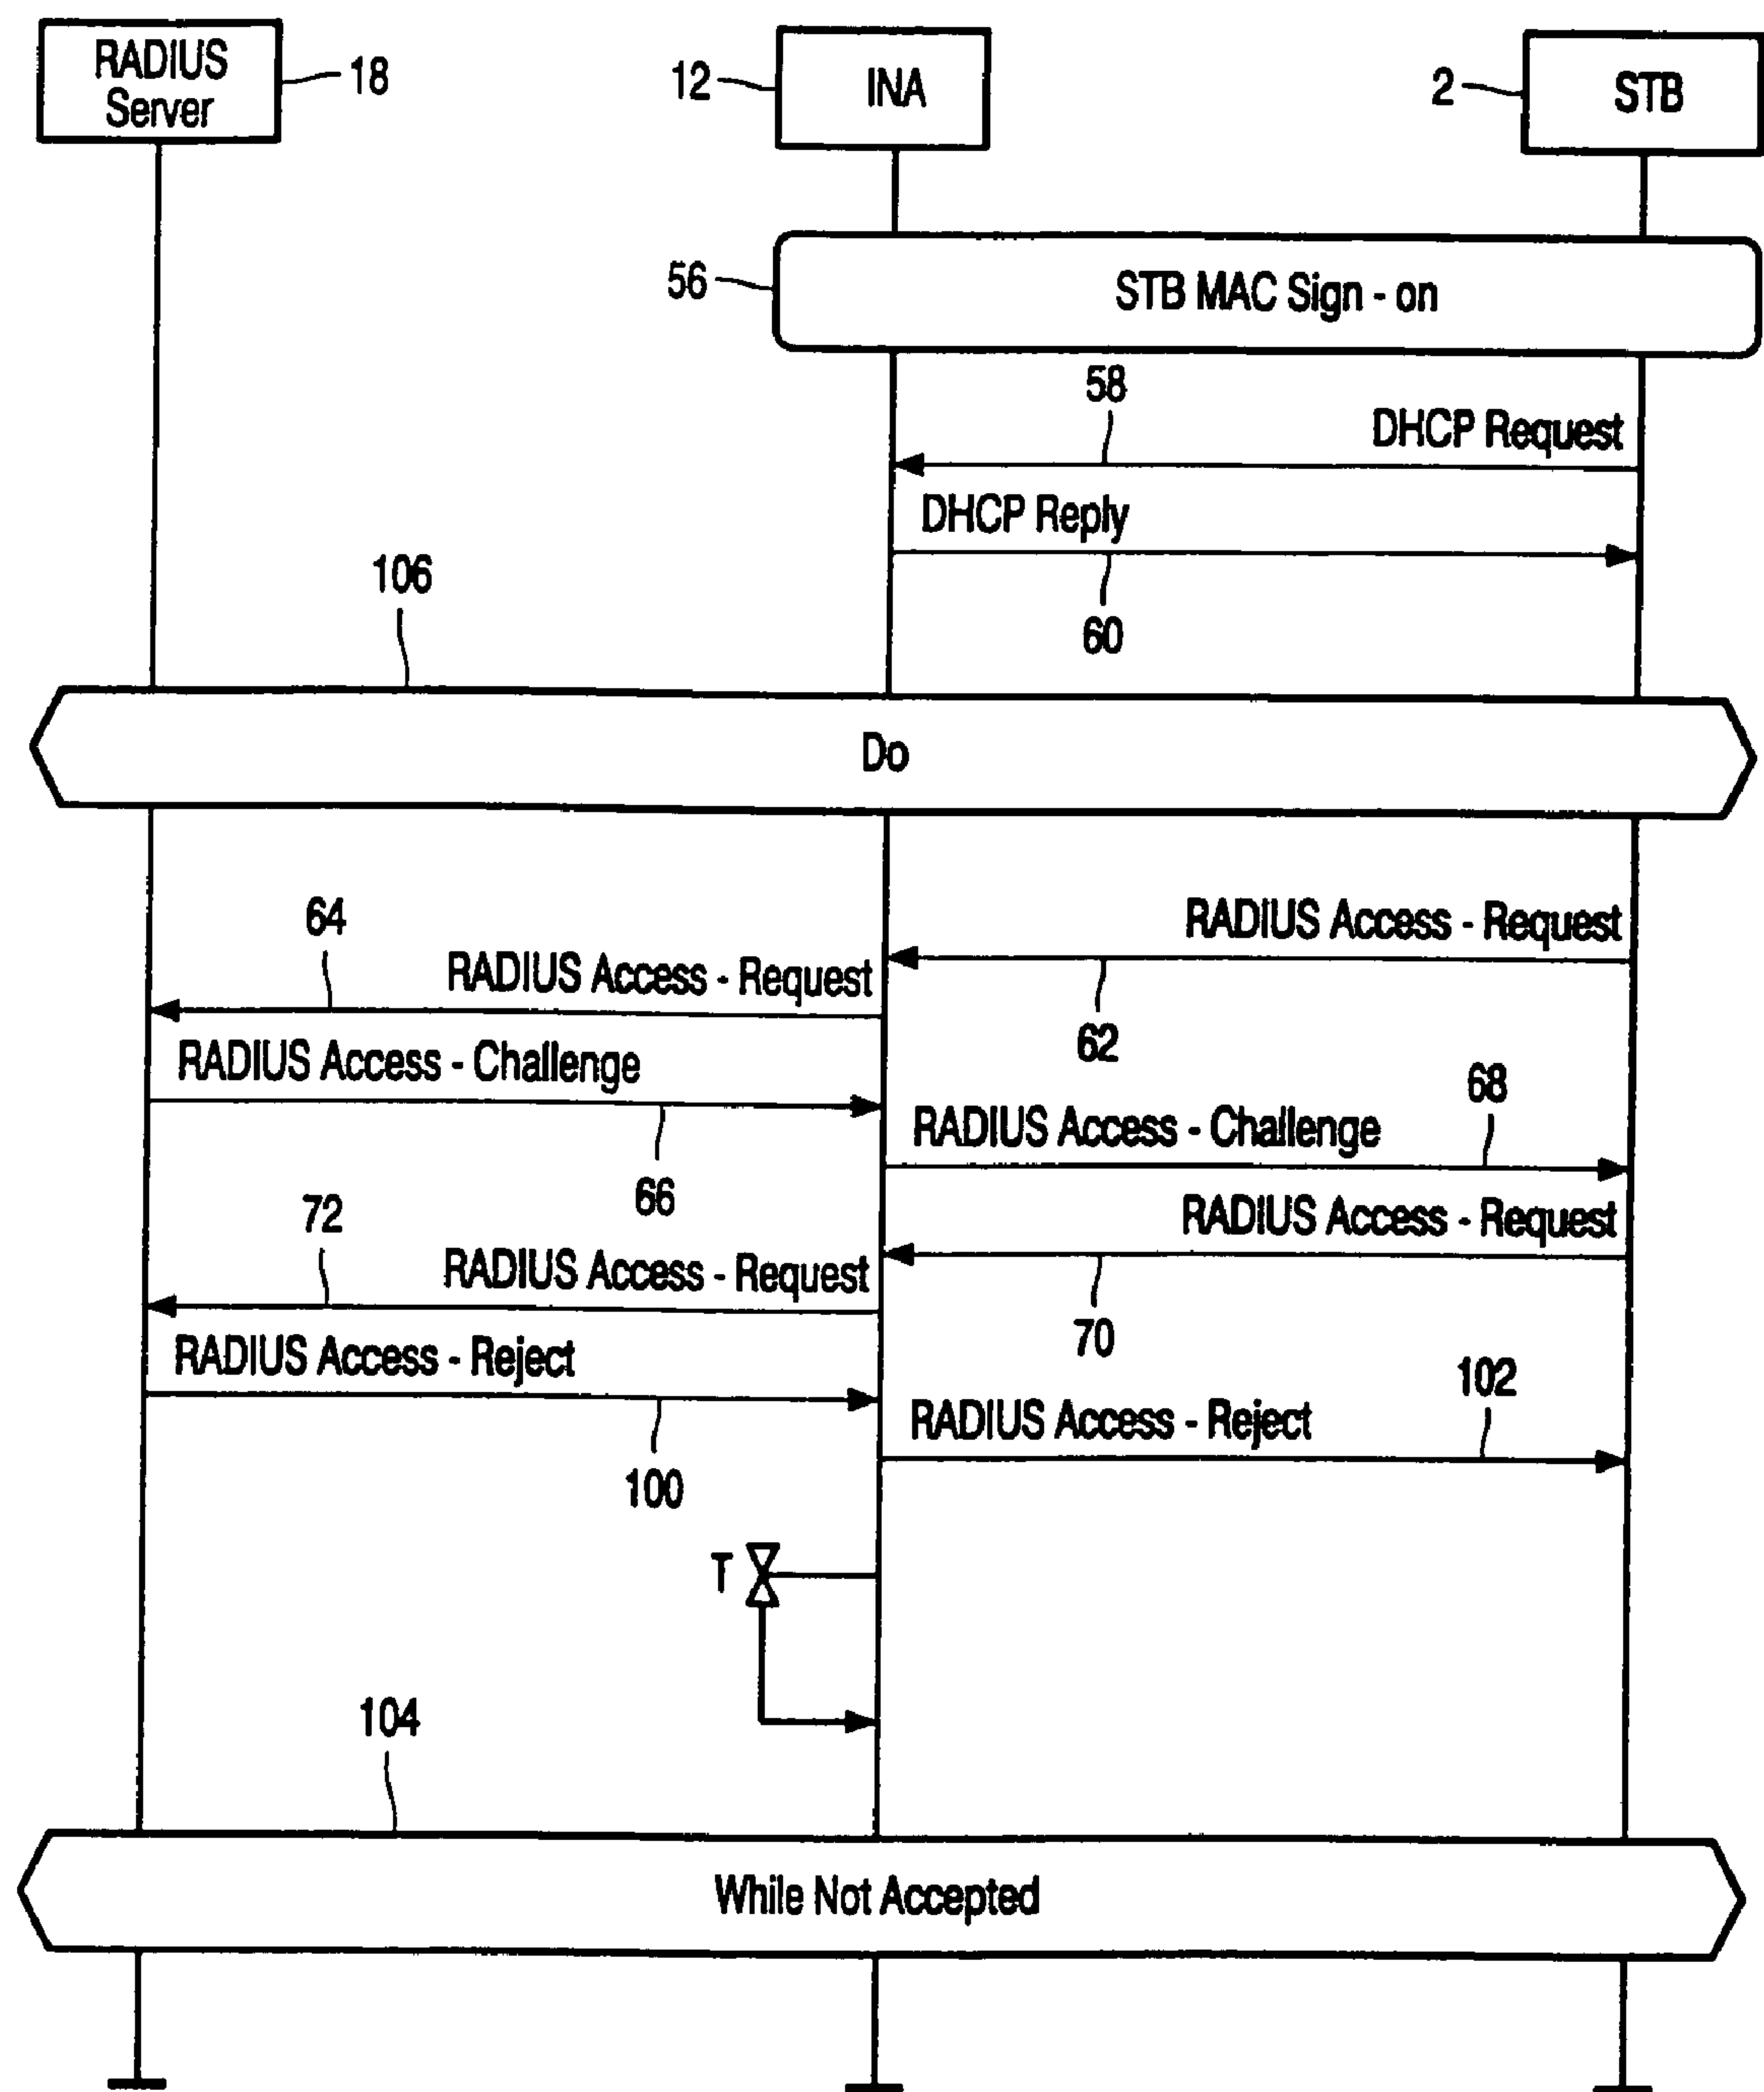 RADIUS
Server
18
12
INA
2
STB
56
STB MAC Sign - on
58
DHCP Request
DHCP Reply
60
106
Do
64
RADIUS Access - Request
RADIUS Access - Request
62
RADIUS Access - Challenge
68
RADIUS Access - Challenge
66
72
RADIUS Access - Request
RADIUS Access - Request
70
RADIUS Access - Reject
102
RADIUS Access - Reject
100
T
104
While Not Accepted